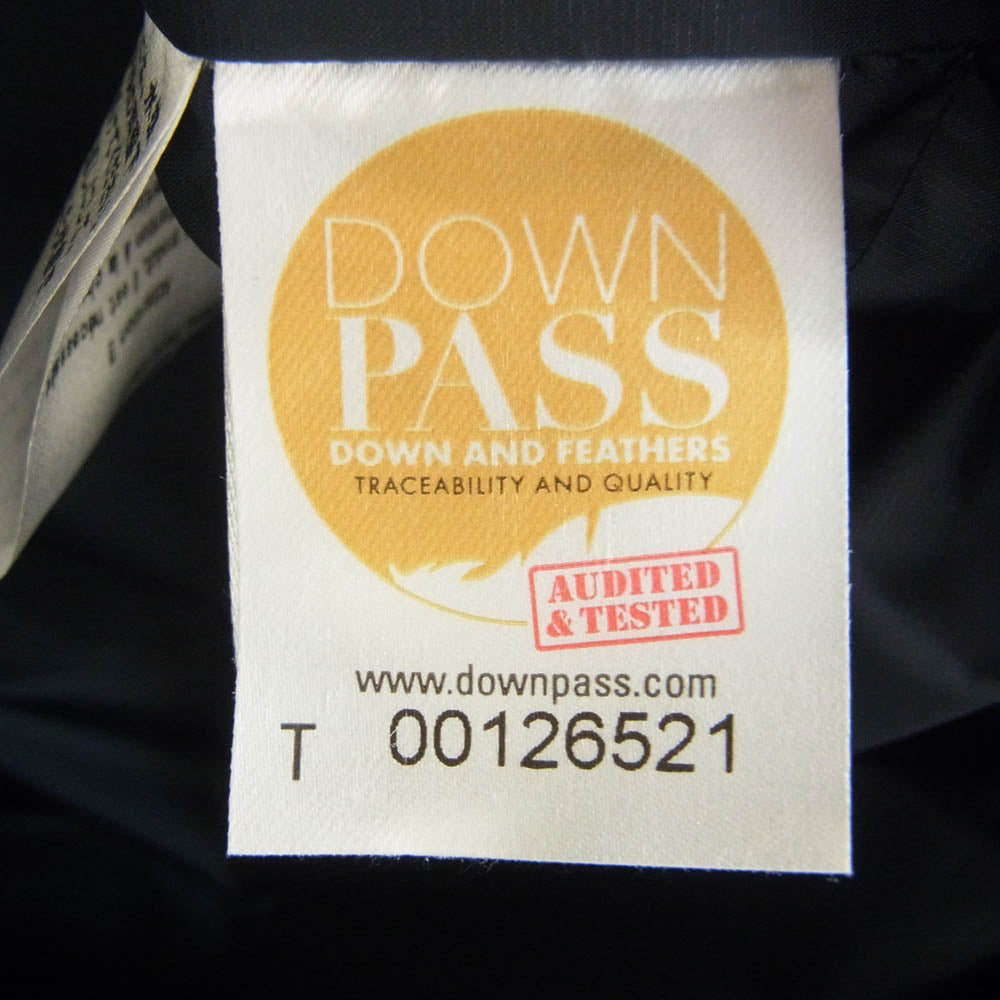 DOWN
PASS
DOWN AND FEATHERS
TRACEABILITY AND QUALITY
AUDITED
& TESTED
www.downpass.com
T 00126521